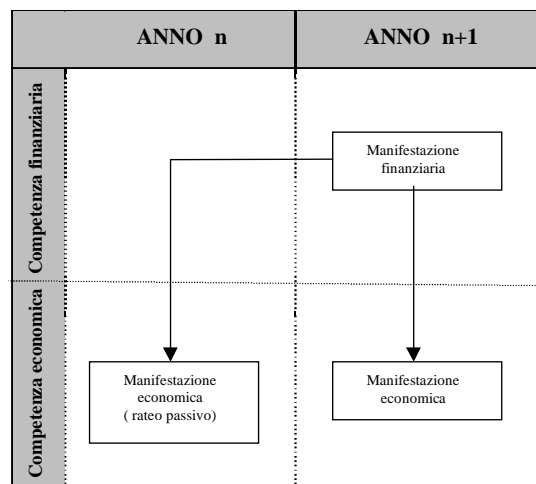 ANNO n
ANNO n+1
Competenza finanziaria
Manifestazione
finanziaria
Competenza economica
Manifestazione
economica
( rateo passivo)
Manifestazione
economica